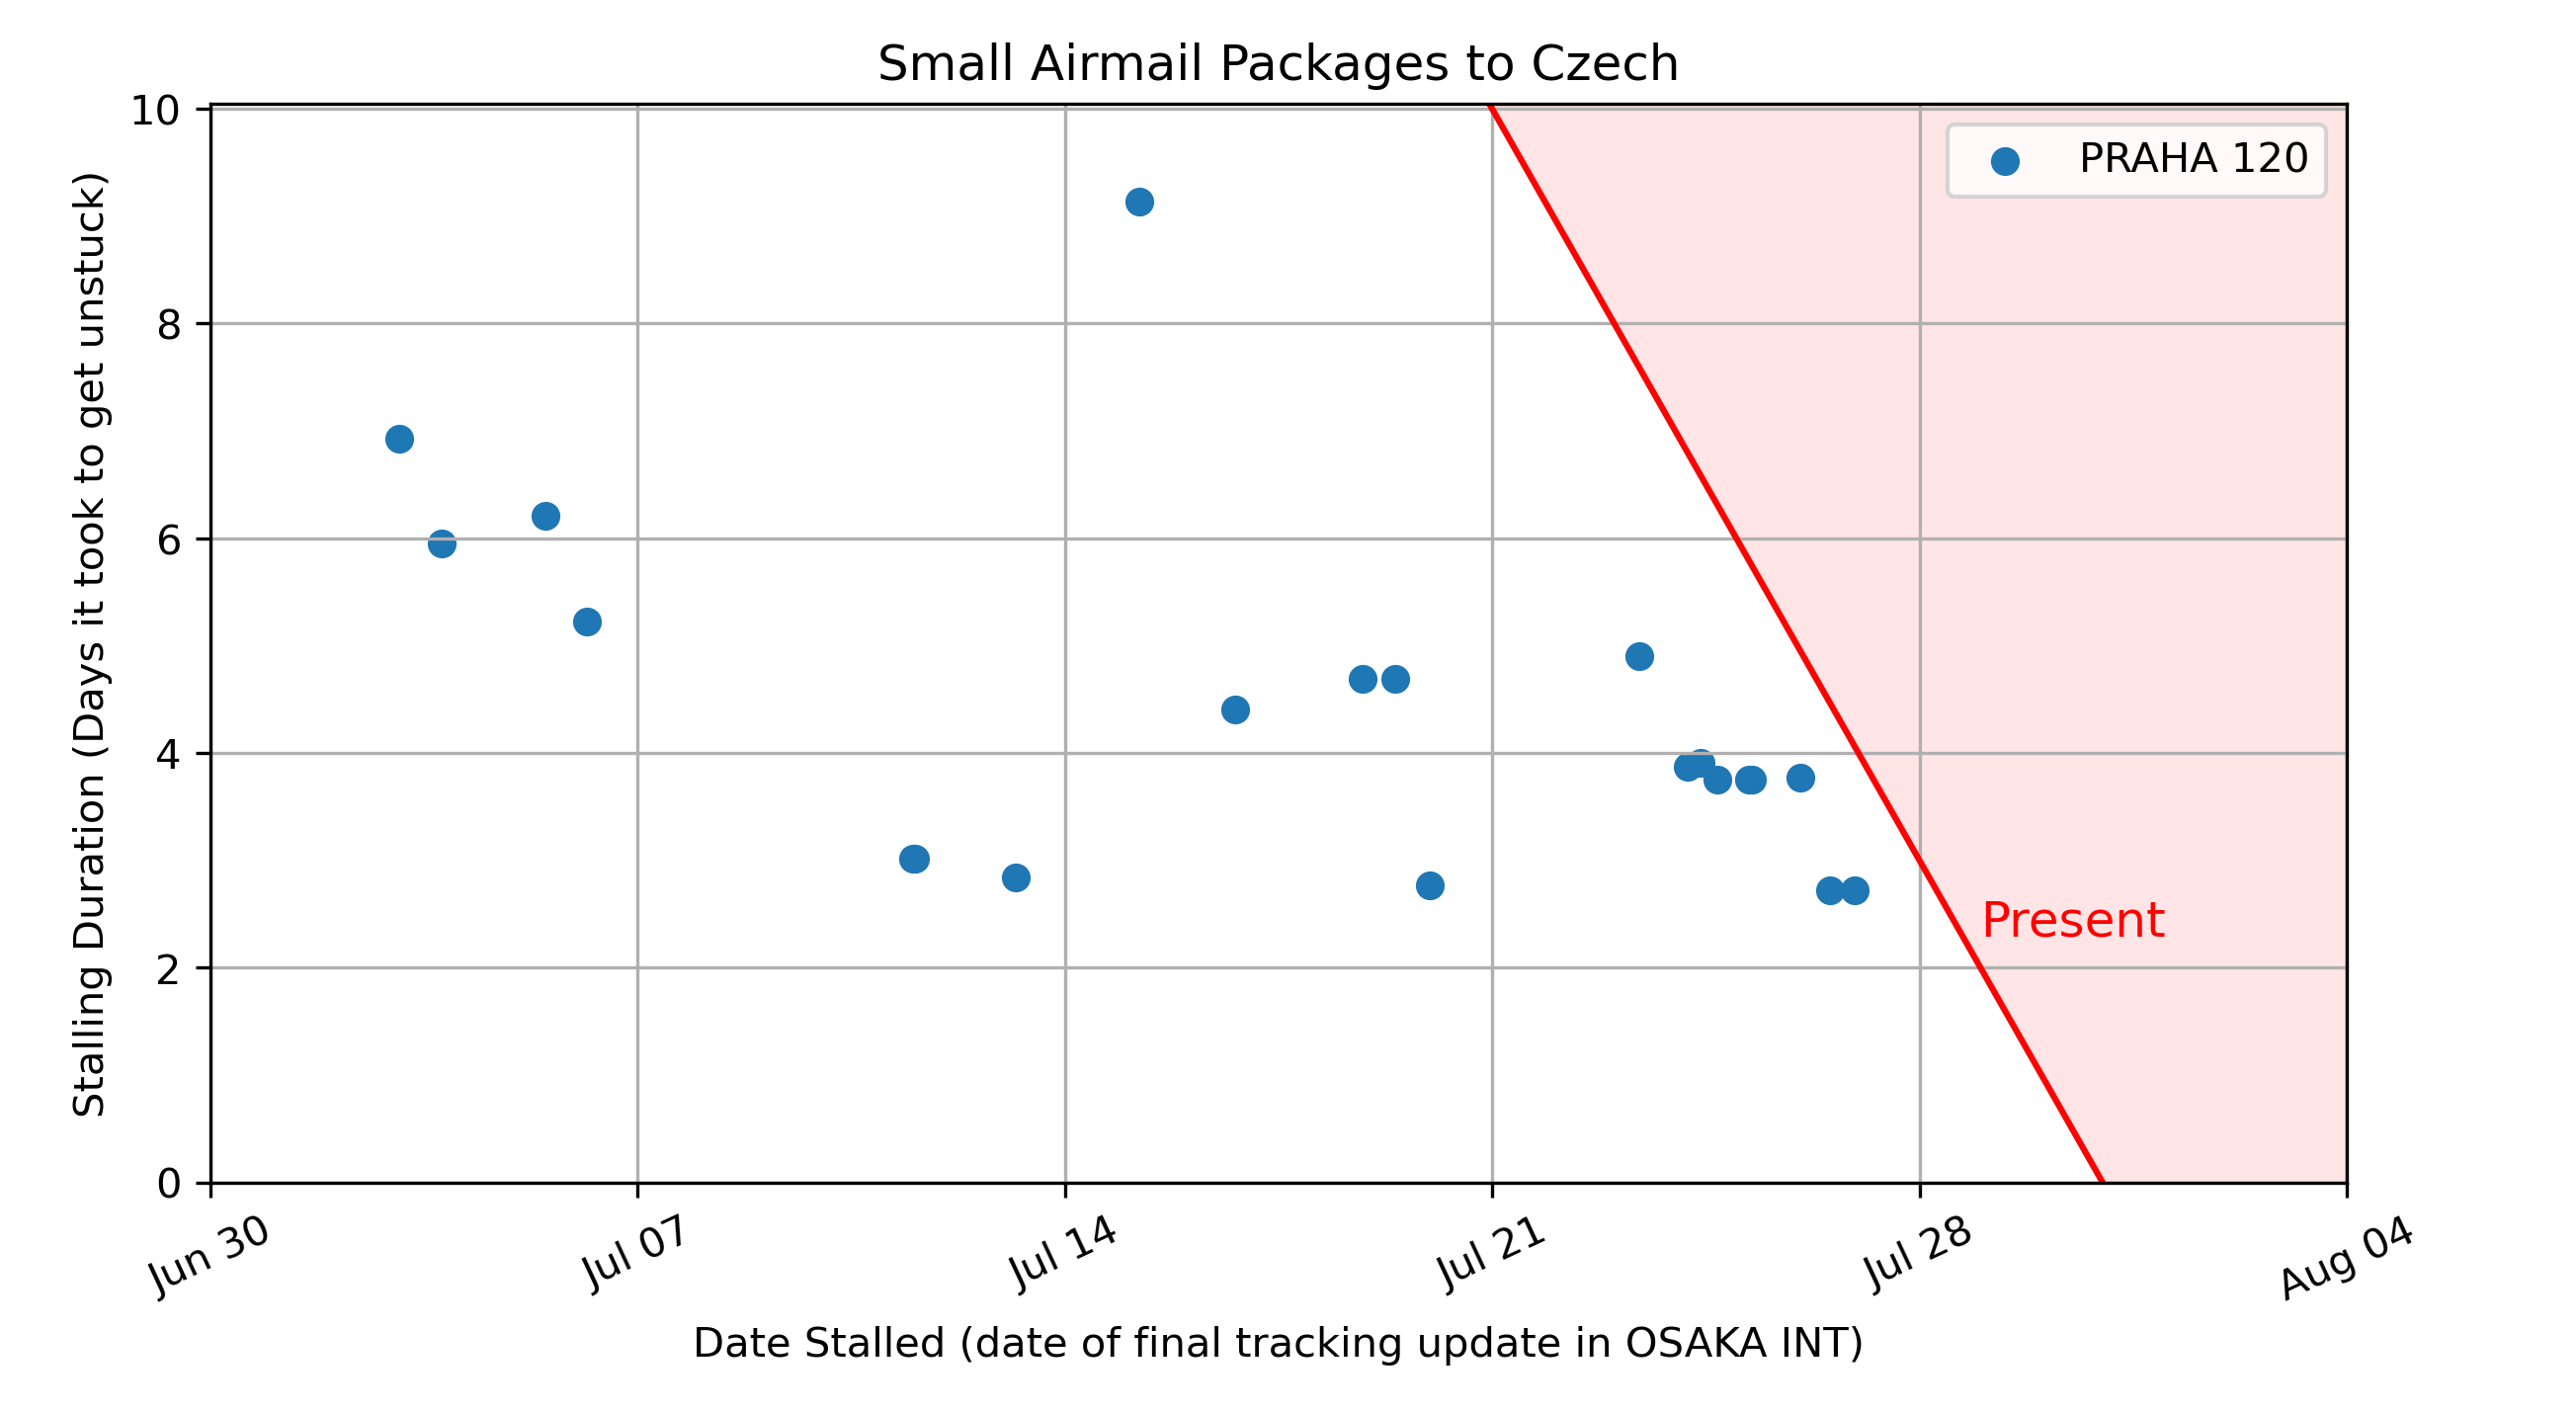 Small Airmail Packages to Czech
Stalling Duration (Days it took to get unstuck)
10
8
6
4
2
0
PRAHA 120
Present
Jun 30
Jul 07
Jul 14
Jul 21
Jul 28
Aug 04
Date Stalled (date of final tracking update in OSAKA INT)